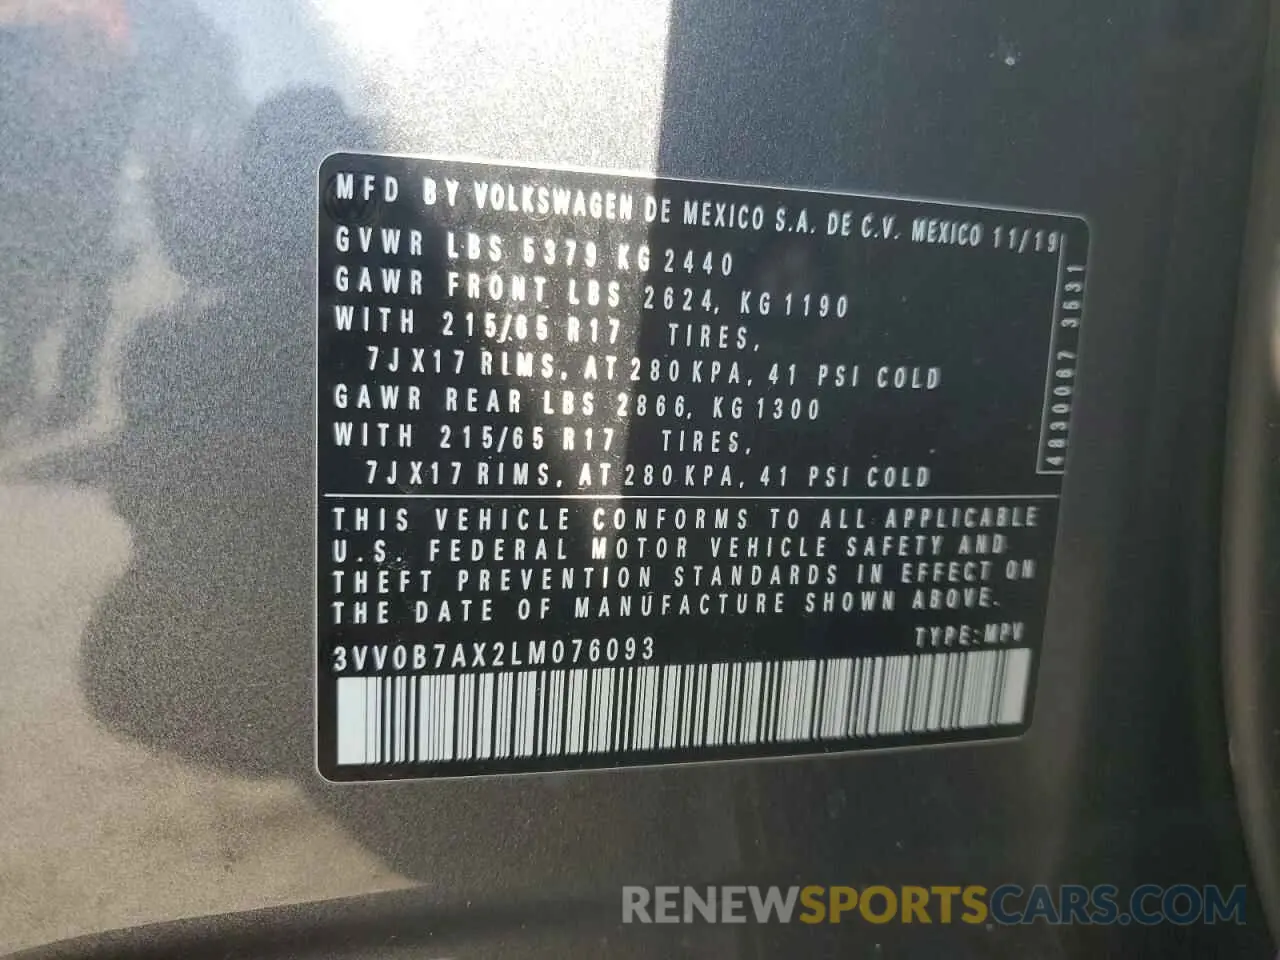 MFD BY VOLKSWAGEN DE MEXICO S.A. DE C.V. MEXICO 11/19
GVWR LBS 5379 KG 2440
GAWR FRONT LBS 2624, KG 1190
WITH 215/65 R17 TIRES,
7JX17 RIMS, AT 280 KPA, 41 PSI COLD
GAWR REAR LBS 2866, KG 1300
WITH 215/65 R17 TIRES,
7JX17 RIMS, AT 280 KPA, 41 PSI COLD
4830067 3631
THIS VEHICLE CONFORMS TO ALL APPLICABLE
U.S. FEDERAL MOTOR VEHICLE SAFETY AND
THEFT PREVENTION STANDARDS IN EFFECT ON
THE DATE OF MANUFACTURE SHOWN ABOVE.
3VV0B7AX2LM076093 TYPE: MPV
RENEWSPORTSCARS.COM